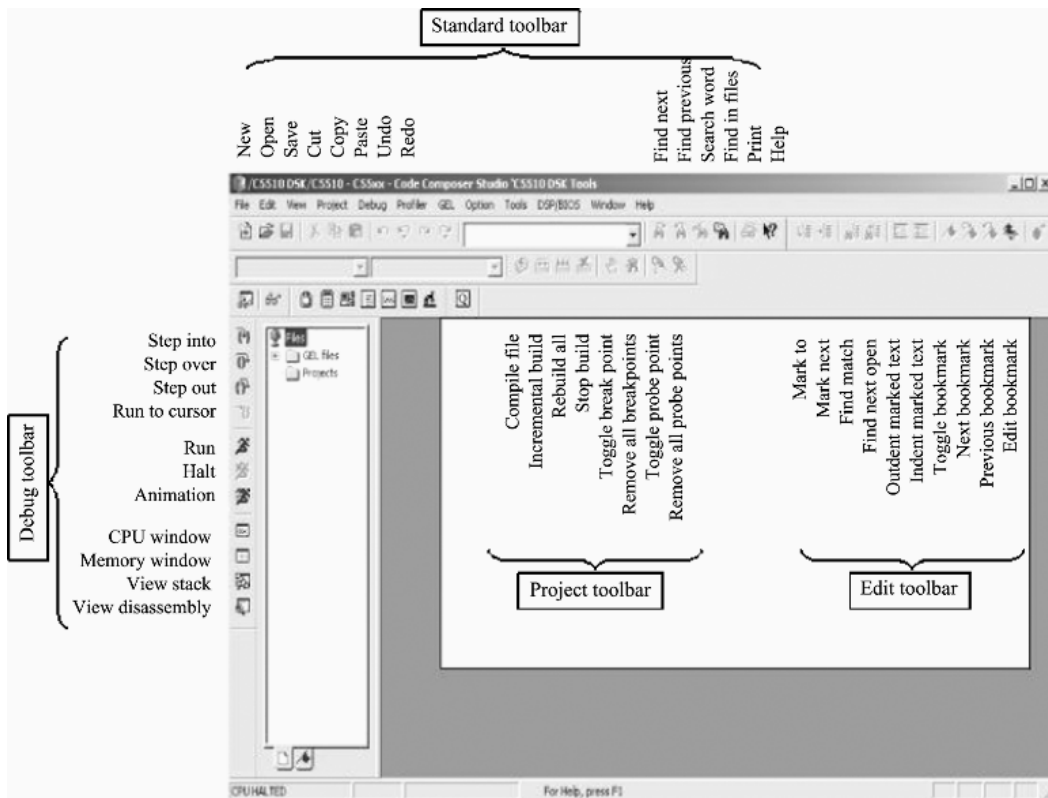 Standard toolbar
New
Open
Save
Cut
Copy
Paste
Undo
Redo
Find next
Find previous
Search word
Find in files
Print
Help
/C5510 DSK/C5510 - C55xx - Code Composer Studio 'C5510 DSK Tools
File Edit View Project Debug Profiler GEL Option Tools DSP/BIOS Window Help
Files
GEL files
Projects
Debug toolbar
Step into
Step over
Step out
Run to cursor
Run
Halt
Animation
CPU window
Memory window
View stack
View disassembly
Compile file
Incremental build
Rebuild all
Stop build
Toggle break point
Remove all breakpoints
Toggle probe point
Remove all probe points
Project toolbar
Mark to
Mark next
Find match
Find next open
Outdent marked text
Indent marked text
Toggle bookmark
Next bookmark
Previous bookmark
Edit bookmark
Edit toolbar
CPU HALTED
For Help, press F1